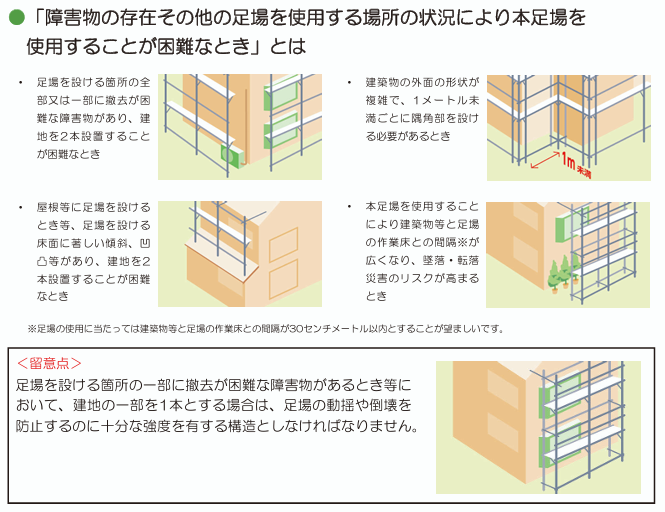 ●「障害物の存在その他の足場を使用する場所の状況により本足場を
使用することが困難なとき」とは
・ 足場を設ける箇所の全
部又は一部に撤去が困
難な障害物があり、建
地を2本設置すること
が困難なとき
・ 建築物の外面の形状が
複雑で、1メートル未
満ごとに隅角部を設け
る必要があるとき
1m未満
・ 屋根等に足場を設ける
とき等、足場を設ける
床面に著しい傾斜、凹
凸等があり、建地を2
本設置することが困難
なとき
・ 本足場を使用すること
により建築物等と足場
の作業床との間隔※が
広くなり、墜落・転落
災害のリスクが高まる
とき
※足場の使用に当たっては建築物等と足場の作業床との間隔が30センチメートル以内とすることが望ましいです。
＜留意点＞
足場を設ける箇所の一部に撤去が困難な障害物があるとき等に
おいて、建地の一部を1本とする場合は、足場の動揺や倒壊を
防止するのに十分な強度を有する構造としなければなりません。